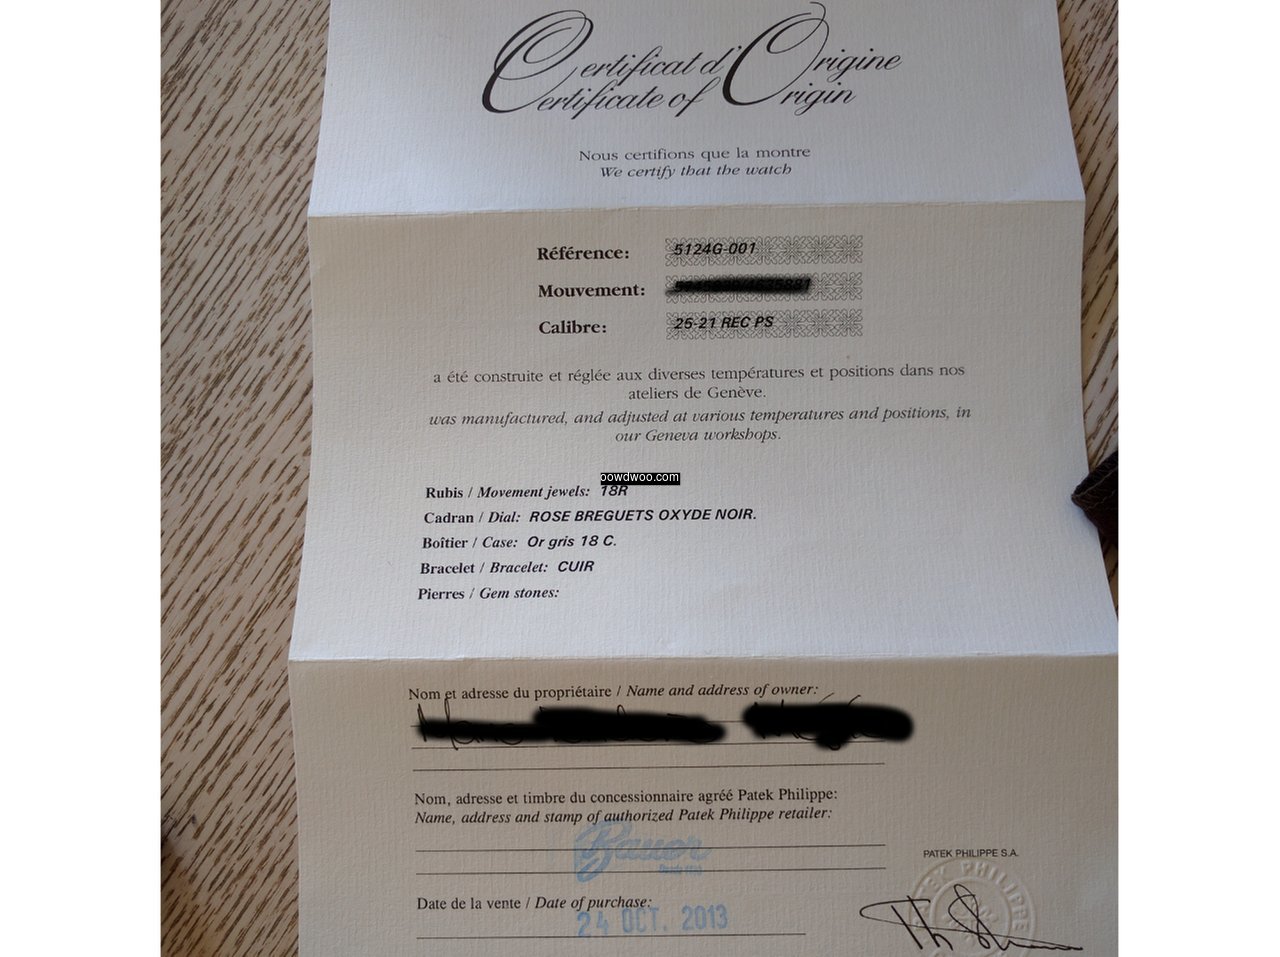 Certificat d'Origine
Certificate of Origin
Nous certifions que la montre
We certify that the watch
Référence: 5124G-001
Mouvement:
Calibre: 25-21 REC PS
a été construite et réglée aux diverses températures et positions dans nos
ateliers de Genève.
was manufactured, and adjusted at various temperatures and positions, in
our Geneva workshops.
oowdwoo.com
Rubis / Movement jewels: 18R
Cadran / Dial: ROSE BREGUETS OXYDE NOIR.
Boîtier / Case: Or gris 18 C.
Bracelet / Bracelet: CUIR
Pierres / Gem stones:
Nom et adresse du propriétaire / Name and address of owner:
Nom, adresse et timbre du concessionnaire agréé Patek Philippe:
Name, address and stamp of authorized Patek Philippe retailer:
Bauer
PATEK PHILIPPE S.A.
PATEK PHILIPPE
Date de la vente / Date of purchase:
24 OCT. 2013